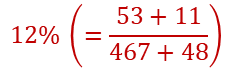 12% (= (53 + 11) / (467 + 48))